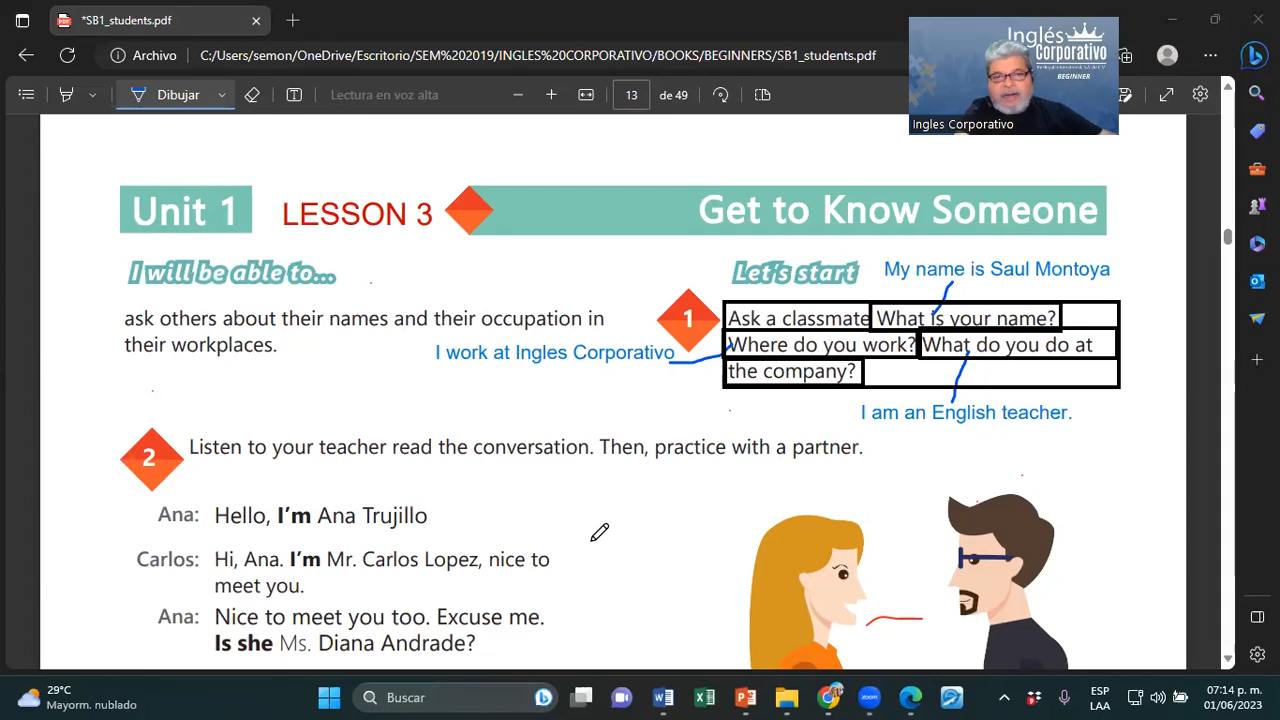 *SB1_students.pdf
Archivo
C:/Users/semon/OneDrive/Escritorio/SEM%202019/INGLES%20CORPORATIVO/BOOKS/BEGINNERS/SB1_students.pdf
Dibujar
Lectura en voz alta
13 de 49
Inglés
Corporativo
BEGINNER
Ingles Corporativo
Unit 1
LESSON 3
Get to Know Someone
I will be able to...
ask others about their names and their occupation in
their workplaces.
Let's start
My name is Saul Montoya
1
Ask a classmate What is your name?
Where do you work? What do you do at
the company?
I work at Ingles Corporativo
I am an English teacher.
2
Listen to your teacher read the conversation. Then, practice with a partner.
Ana: Hello, I'm Ana Trujillo
Carlos: Hi, Ana. I'm Mr. Carlos Lopez, nice to
meet you.
Ana: Nice to meet you too. Excuse me.
Is she Ms. Diana Andrade?
29°C
Mayorm. nublado
Buscar
ESP
LAA
07:14 p. m.
01/06/2023